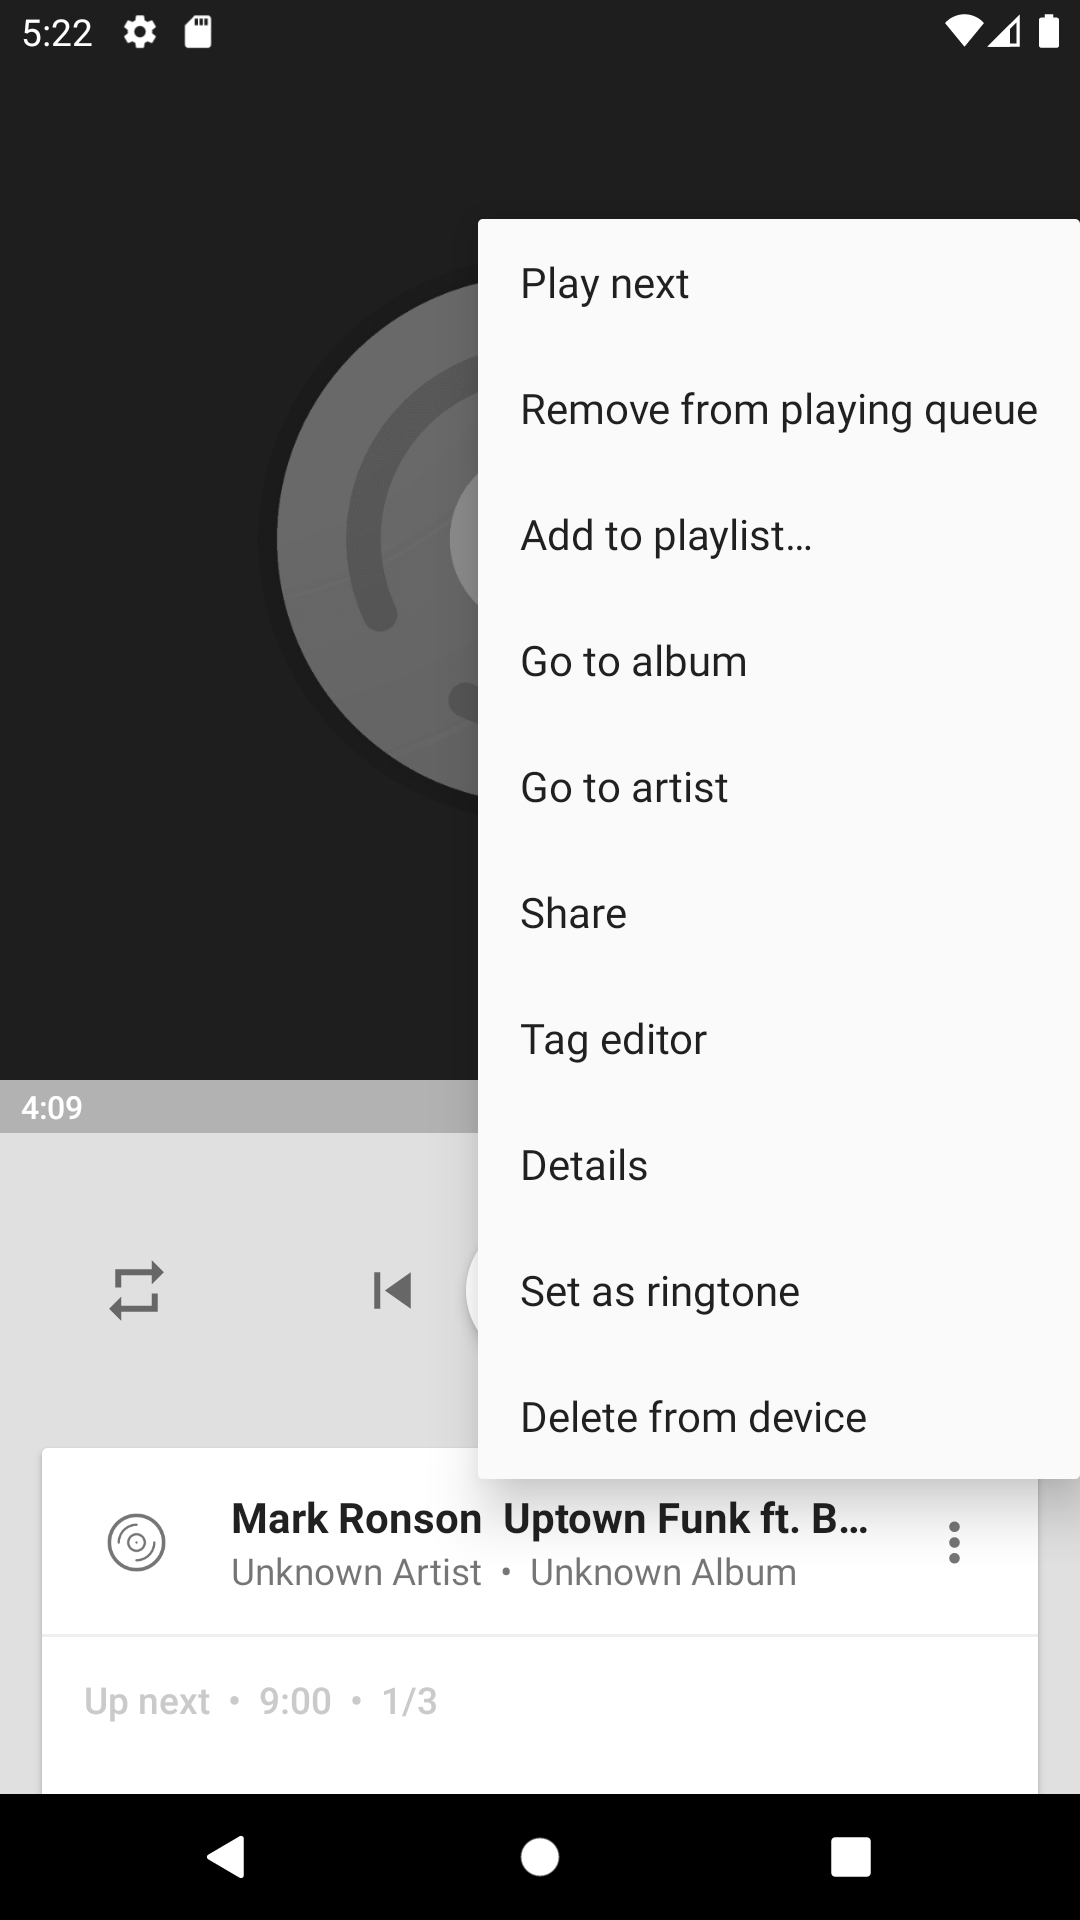 5:22
Play next
Remove from playing queue
Add to playlist…
Go to album
Go to artist
Share
Tag editor
4:09
Details
Set as ringtone
Delete from device
Mark Ronson  Uptown Funk ft. B…
Unknown Artist • Unknown Album
Up next • 9:00 • 1/3